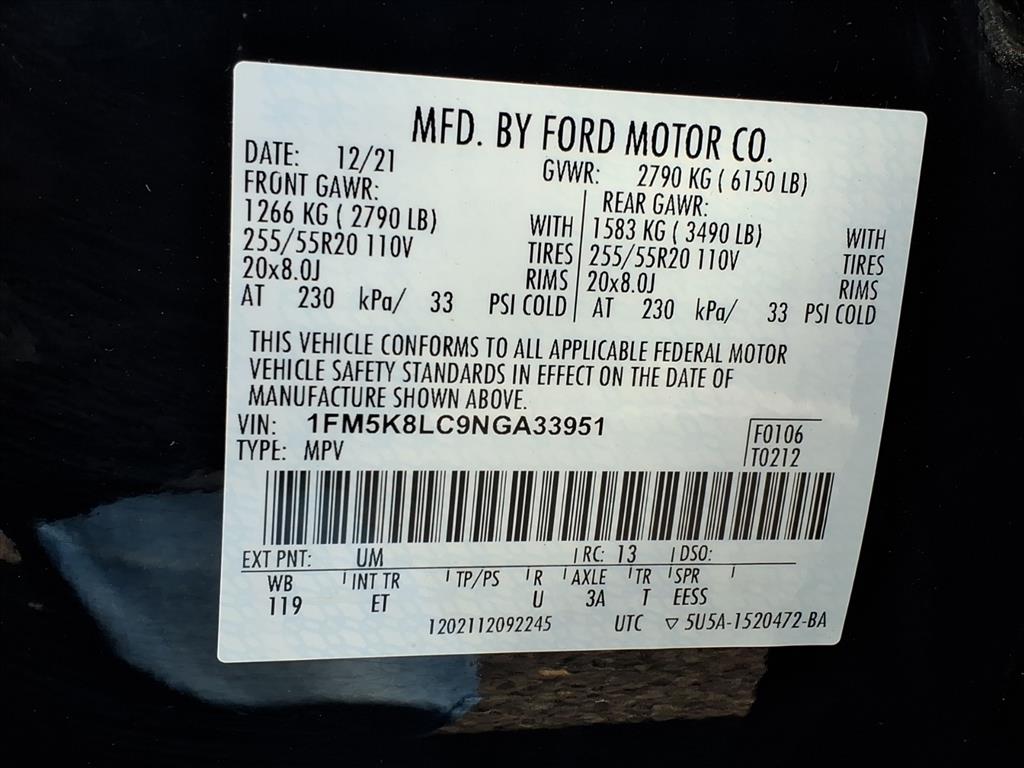 MFD. BY FORD MOTOR CO.
DATE: 12/21 GVWR: 2790 KG ( 6150 LB)
FRONT GAWR: REAR GAWR:
1266 KG ( 2790 LB) WITH 1583 KG ( 3490 LB) WITH
255/55R20 110V TIRES 255/55R20 110V TIRES
20x8.0J RIMS 20x8.0J RIMS
AT 230 kPa/ 33 PSI COLD AT 230 kPa/ 33 PSI COLD
THIS VEHICLE CONFORMS TO ALL APPLICABLE FEDERAL MOTOR
VEHICLE SAFETY STANDARDS IN EFFECT ON THE DATE OF
MANUFACTURE SHOWN ABOVE.
VIN: 1FM5K8LC9NGA33951 F0106
TYPE: MPV T0212
EXT PNT: UM RC: 13 DSO:
WB INT TR TP/PS R AXLE TR SPR
119 ET U 3A T EESS
1202112092245 UTC ▽ 5U5A-1520472-BA